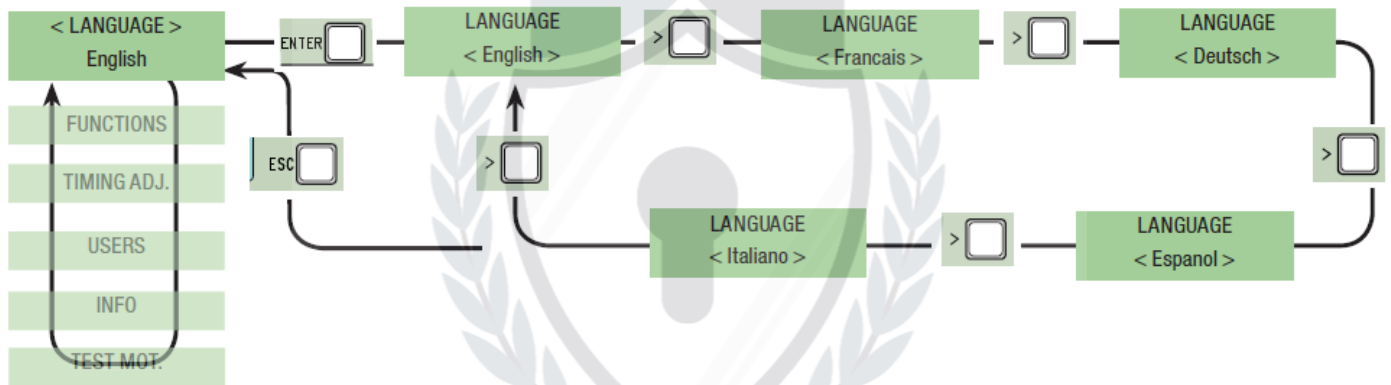 < LANGUAGE >
English
ENTER
LANGUAGE
< English >
>
LANGUAGE
< Francais >
>
LANGUAGE
< Deutsch >
>
LANGUAGE
< Espanol >
>
LANGUAGE
< Italiano >
>
ESC
FUNCTIONS
TIMING ADJ.
USERS
INFO
TEST MOT.